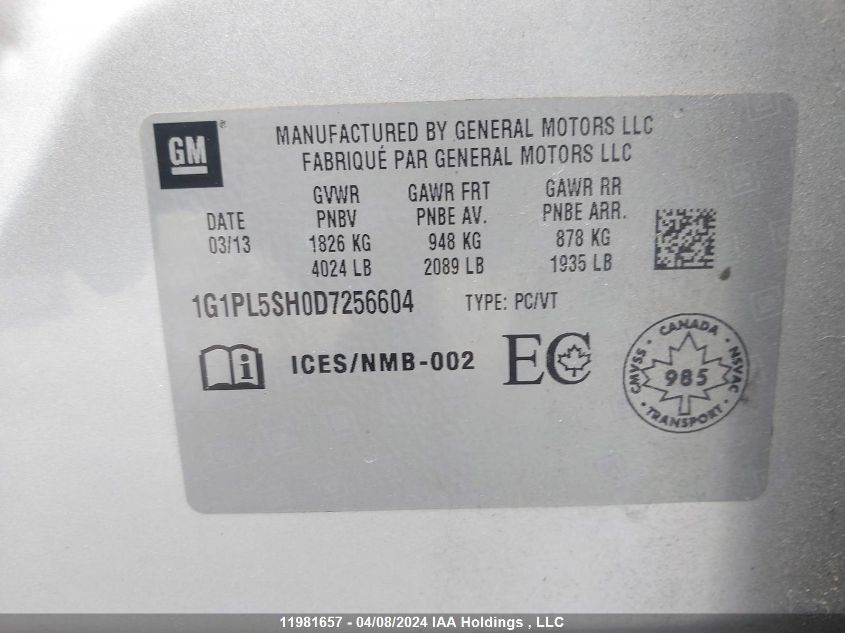 GM®
MANUFACTURED BY GENERAL MOTORS LLC
FABRIQUÉ PAR GENERAL MOTORS LLC
GVWR GAWR FRT GAWR RR
DATE PNBV PNBE AV. PNBE ARR.
03/13 1826 KG 948 KG 878 KG
4024 LB 2089 LB 1935 LB
1G1PL5SH0D7256604 TYPE: PC/VT
i ICES/NMB-002 EC
CANADA
CMVSS 985 NSVAC
TRANSPORT
11981657 - 04/08/2024 IAA Holdings , LLC